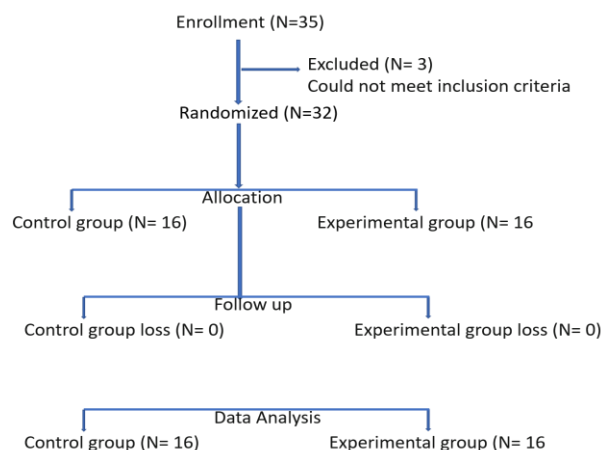 Enrollment (N=35)
Excluded (N= 3)
Could not meet inclusion criteria
Randomized (N=32)
Allocation
Control group (N= 16)
Experimental group (N= 16
Follow up
Control group loss (N= 0)
Experimental group loss (N= 0)
Data Analysis
Control group (N= 16)
Experimental group (N= 16